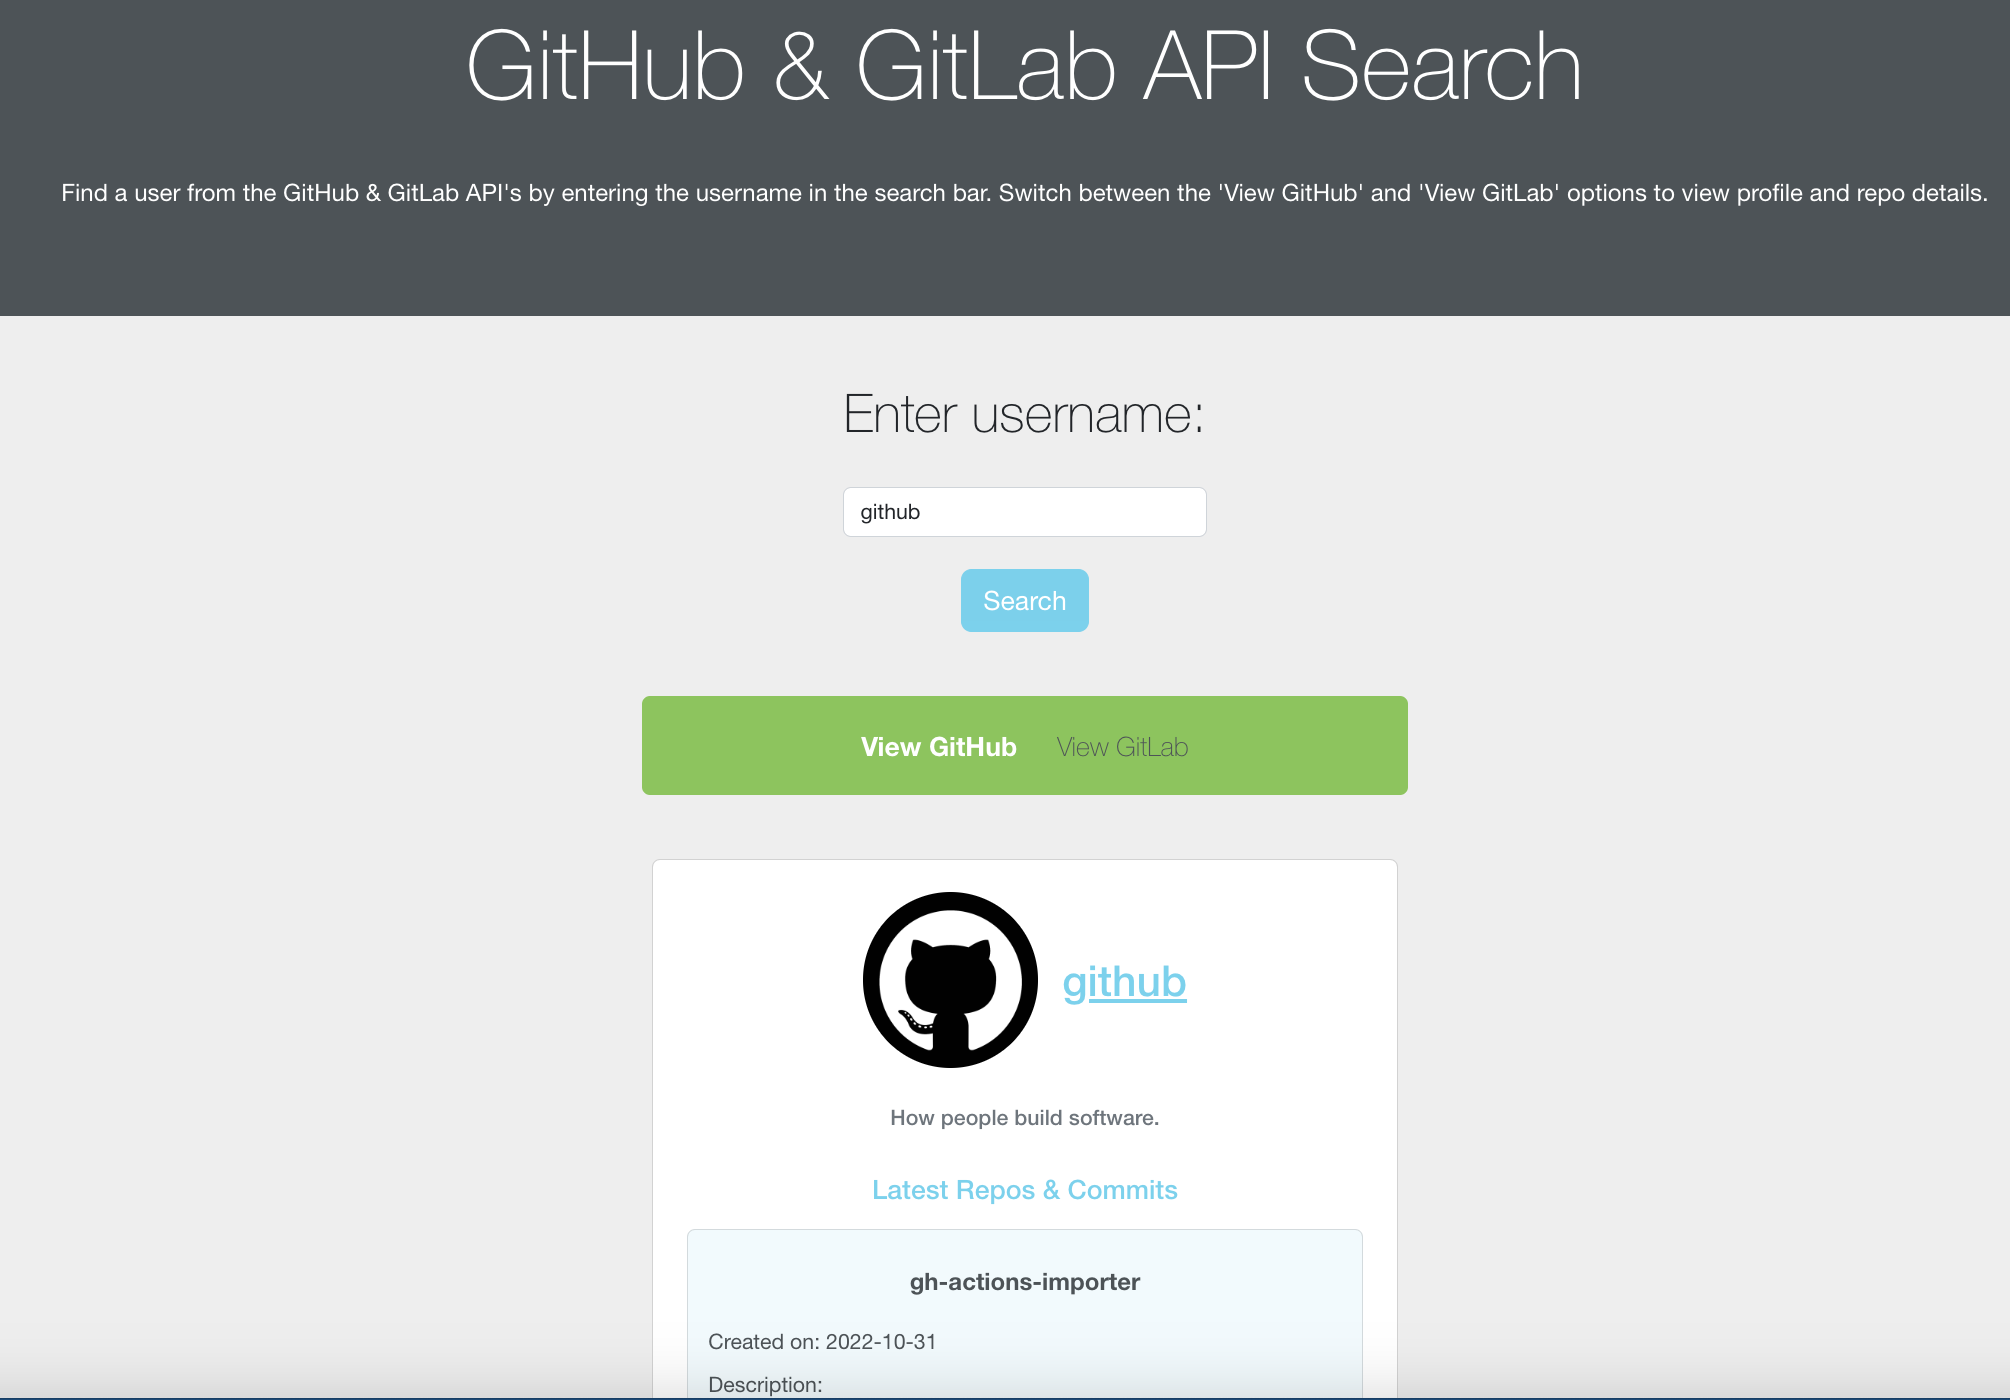 GitHub & GitLab API Search
Find a user from the GitHub & GitLab API's by entering the username in the search bar. Switch between the 'View GitHub' and 'View GitLab' options to view profile and repo details.
Enter username:
github
Search
View GitHub View GitLab
github
How people build software.
Latest Repos & Commits
gh-actions-importer
Created on: 2022-10-31
Description: